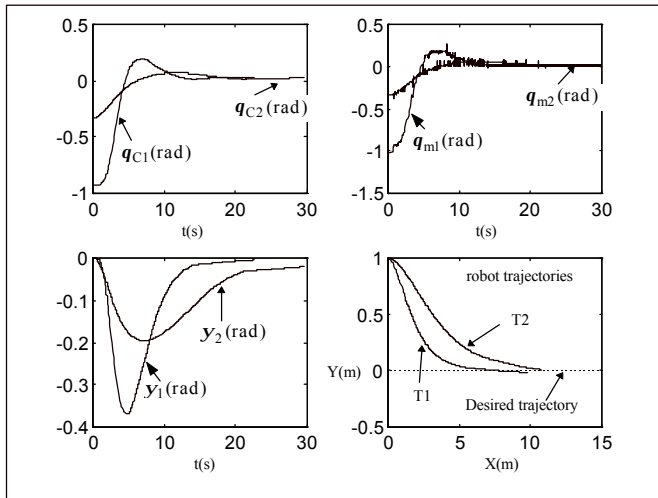 0.5
0
-0.5
-1
0 10 20 30
t(s)
q_C2(rad)
q_C1(rad)
1
0.5
0
-0.5
-1
-1.5
0 10 20 30
t(s)
q_m2(rad)
q_m1(rad)
0
-0.1
-0.2
-0.3
-0.4
0 10 20 30
t(s)
y_2(rad)
y_1(rad)
1
0.5
Y(m) 0
-0.5
0 5 10 15
X(m)
robot trajectories
T2
T1
Desired trajectory